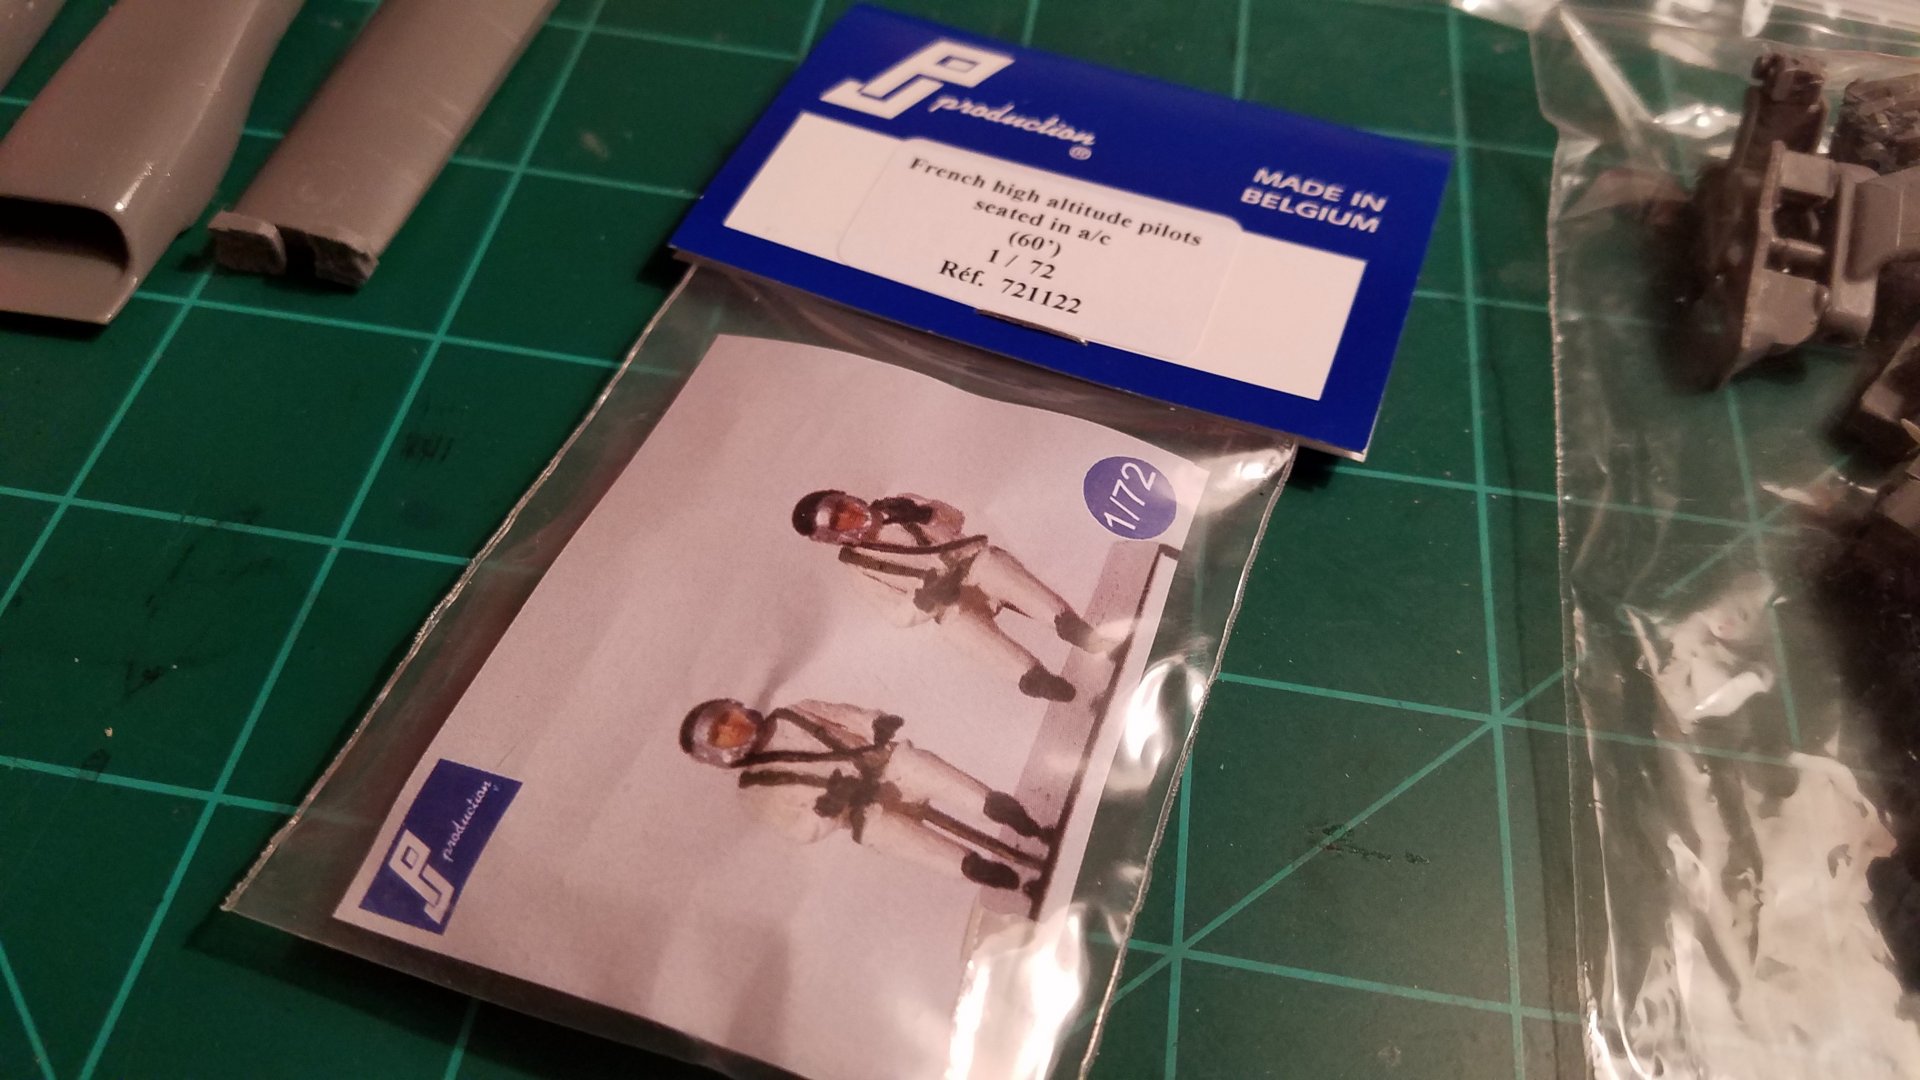 PJ
production
®
MADE IN
BELGIUM
French high altitude pilots
seated in a/c
(60')
1 / 72
Réf. 721122
1/72
PJ
production